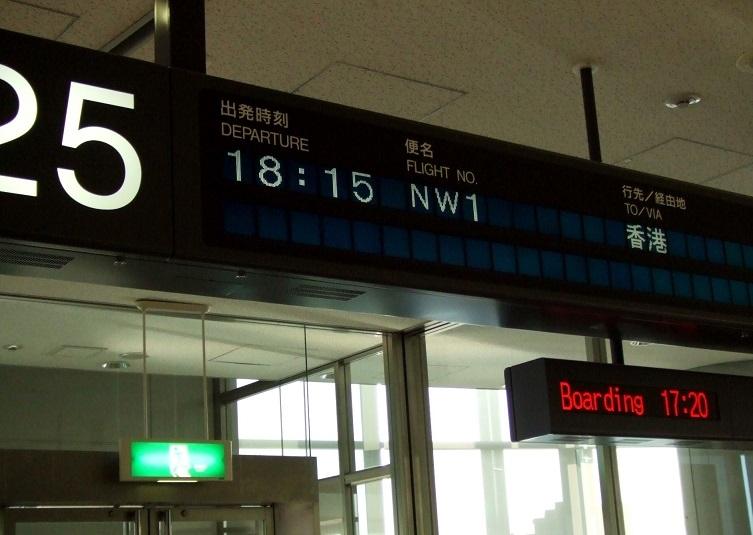 25
出発時刻
DEPARTURE
18:15
便名
FLIGHT NO.
NW1
行先/経由地
TO/VIA
香港
Boarding 17:20